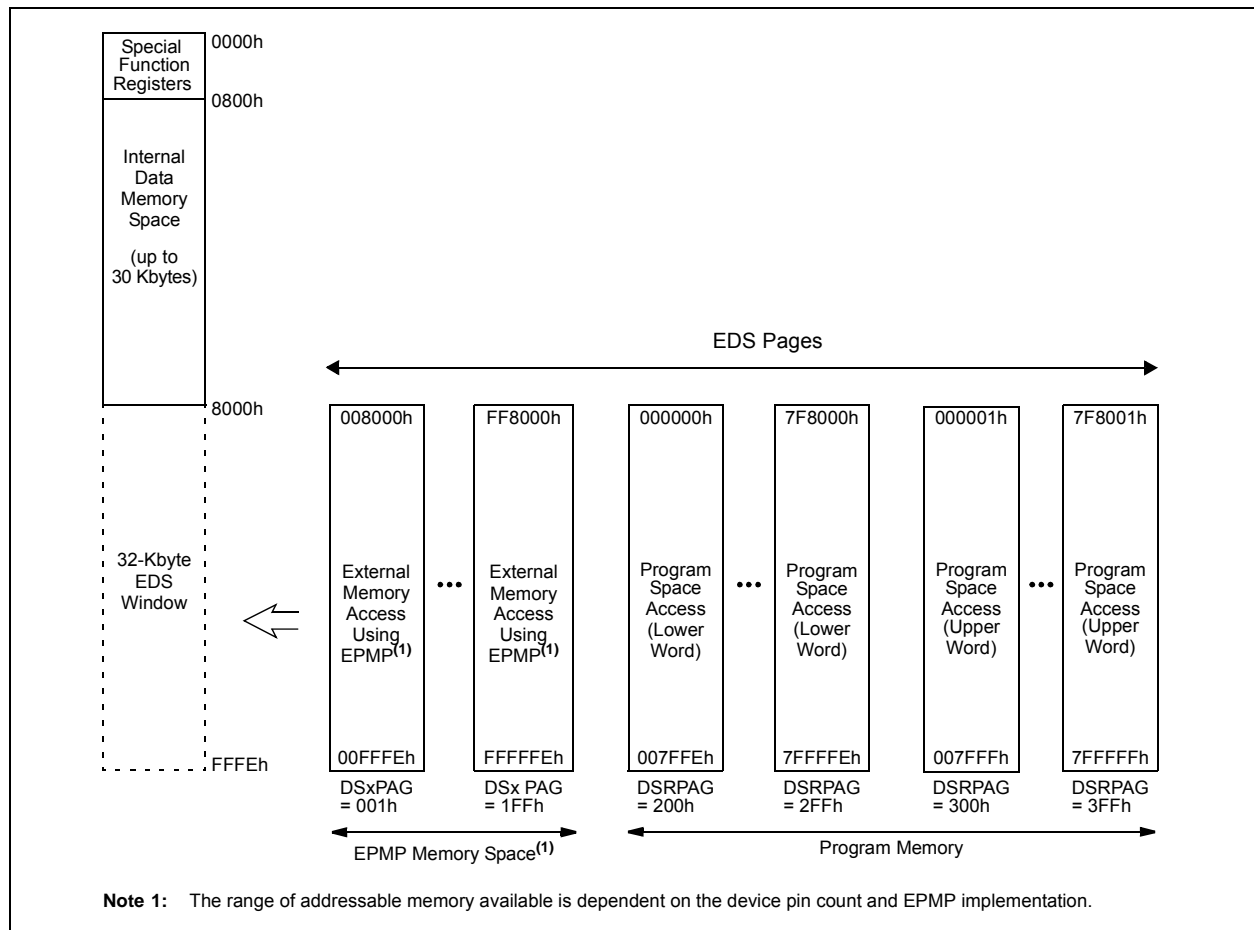 Special
Function
Registers
0000h
0800h
Internal
Data
Memory
Space
(up to
30 Kbytes)
EDS Pages
8000h
32-Kbyte
EDS
Window
FFFEh
008000h
External
Memory
Access
Using
EPMP(1)
00FFFEh
DSxPAG
= 001h
FF8000h
External
Memory
Access
Using
EPMP(1)
FFFFFEh
DSx PAG
= 1FFh
000000h
Program
Space
Access
(Lower
Word)
007FFEh
DSRPAG
= 200h
7F8000h
Program
Space
Access
(Lower
Word)
7FFFFEh
DSRPAG
= 2FFh
000001h
Program
Space
Access
(Upper
Word)
007FFFh
DSRPAG
= 300h
7F8001h
Program
Space
Access
(Upper
Word)
7FFFFFh
DSRPAG
= 3FFh
EPMP Memory Space(1)
Program Memory
Note 1: The range of addressable memory available is dependent on the device pin count and EPMP implementation.